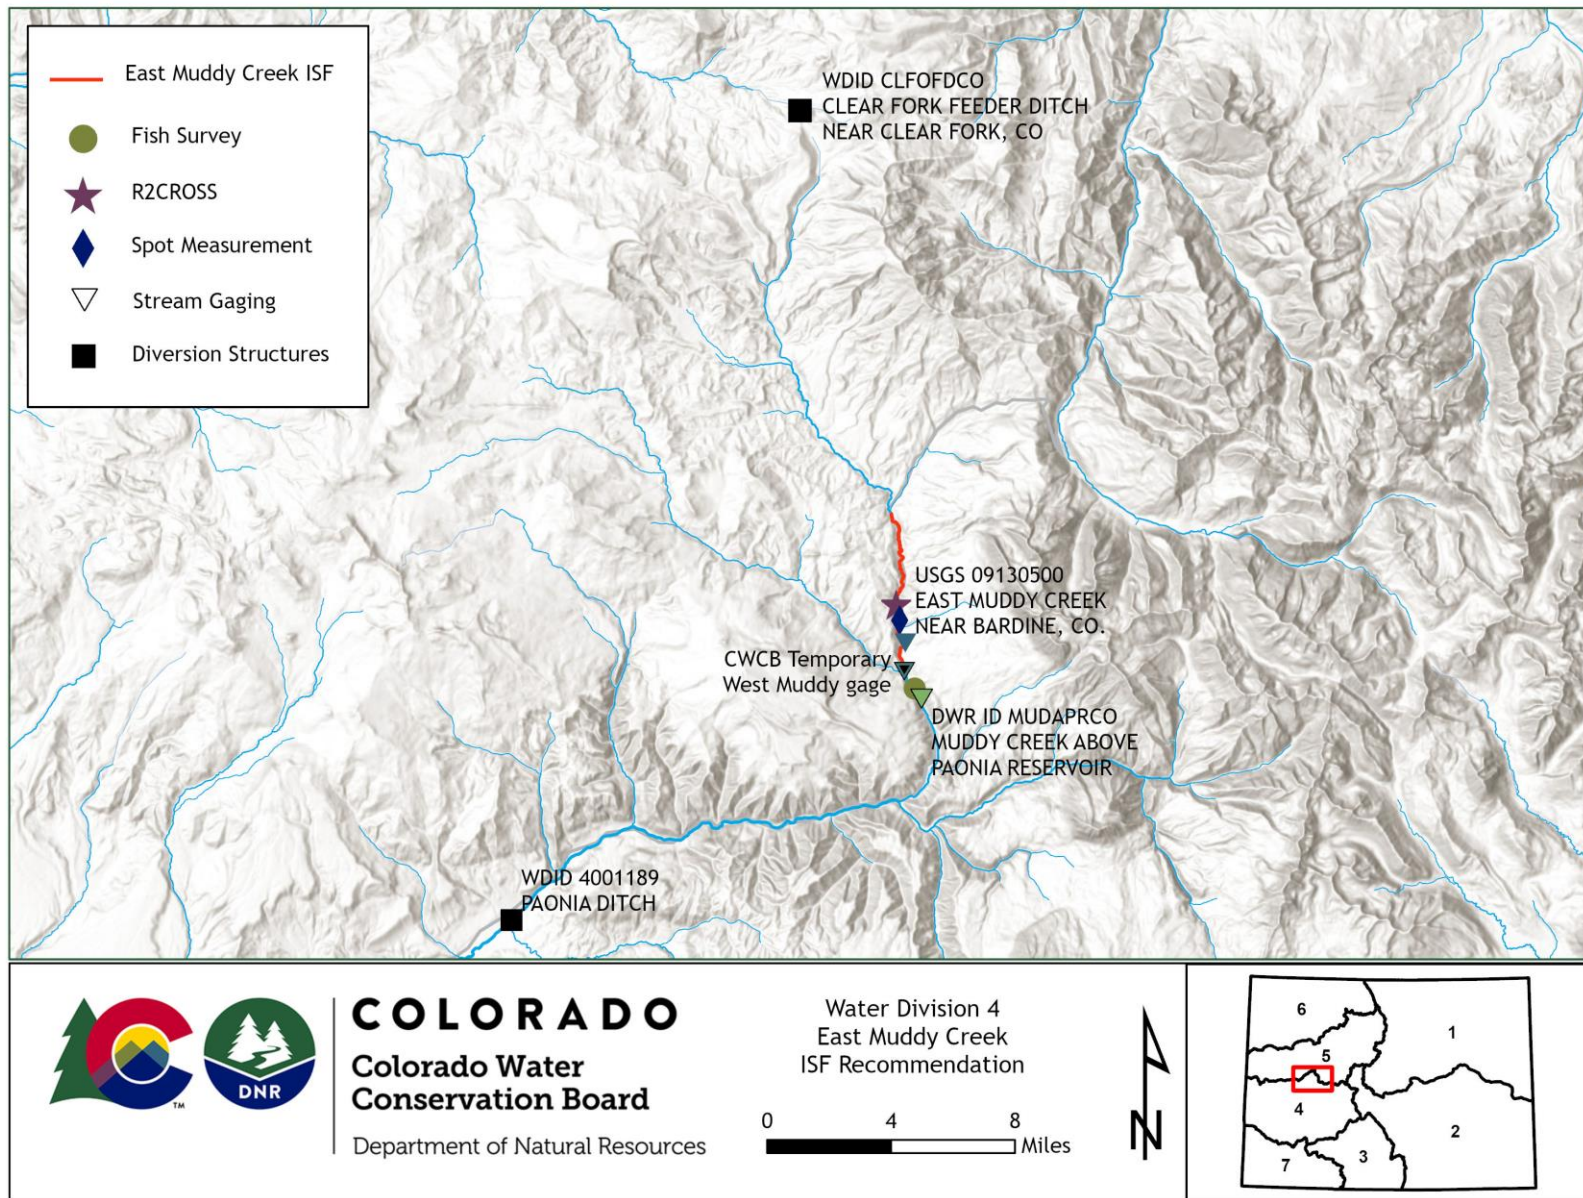 East Muddy Creek ISF
Fish Survey
R2CROSS
Spot Measurement
Stream Gaging
Diversion Structures
WDID CLFOFDCO
CLEAR FORK FEEDER DITCH
NEAR CLEAR FORK, CO
USGS 09130500
EAST MUDDY CREEK
NEAR BARDINE, CO.
CWCB Temporary
West Muddy gage
DWR ID MUDAPRCO
MUDDY CREEK ABOVE
PAONIA RESERVOIR
WDID 4001189
PAONIA DITCH
TM
DNR
COLORADO
Colorado Water
Conservation Board
Department of Natural Resources
Water Division 4
East Muddy Creek
ISF Recommendation
0 4 8
Miles
N
6
1
5
4
2
3
7